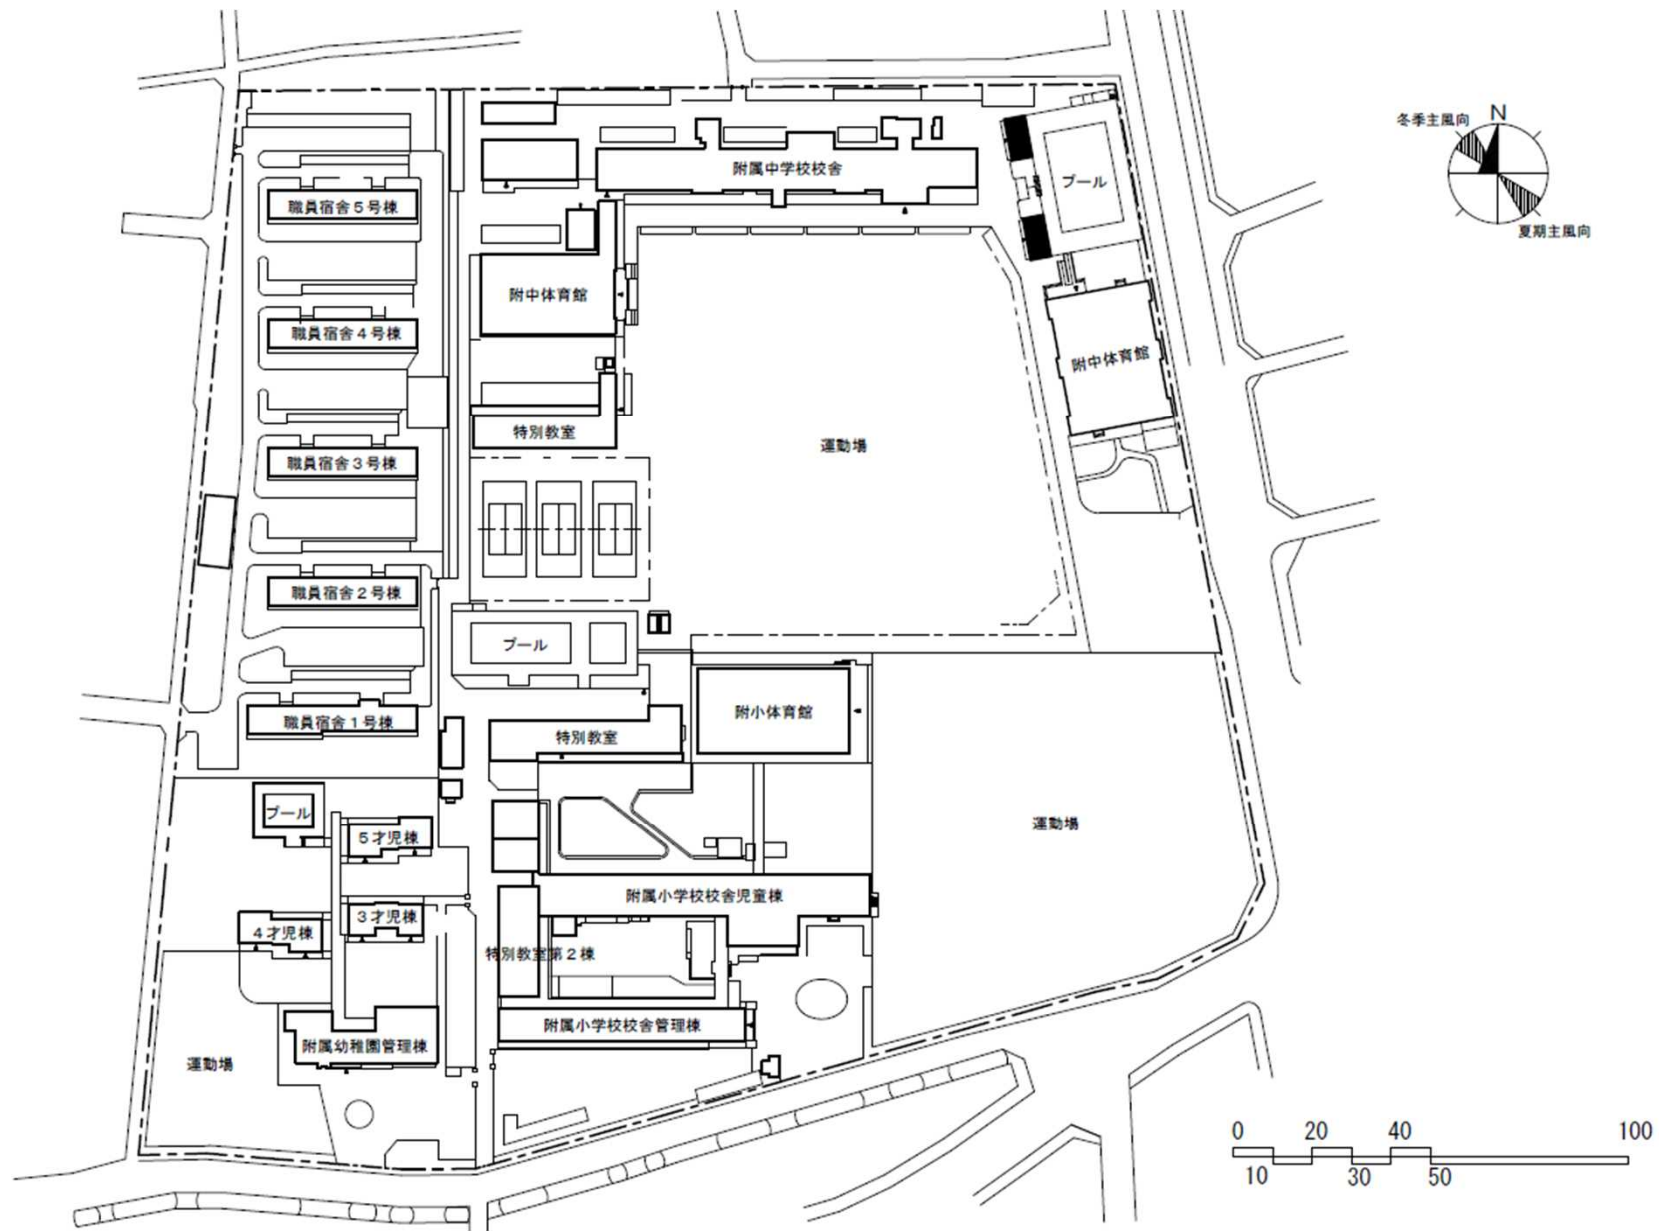 冬季主風向
N
夏期主風向
附属中学校校舎
プール
職員宿舎5号棟
附中体育館
職員宿舎4号棟
附中体育館
特別教室
運動場
職員宿舎3号棟
職員宿舎2号棟
プール
職員宿舎1号棟
特別教室
附小体育館
プール
5才児棟
運動場
附属小学校校舎児童棟
3才児棟
4才児棟
特別教室第2棟
附属小学校校舎管理棟
附属幼稚園管理棟
運動場
0 20 40 100
10 30 50